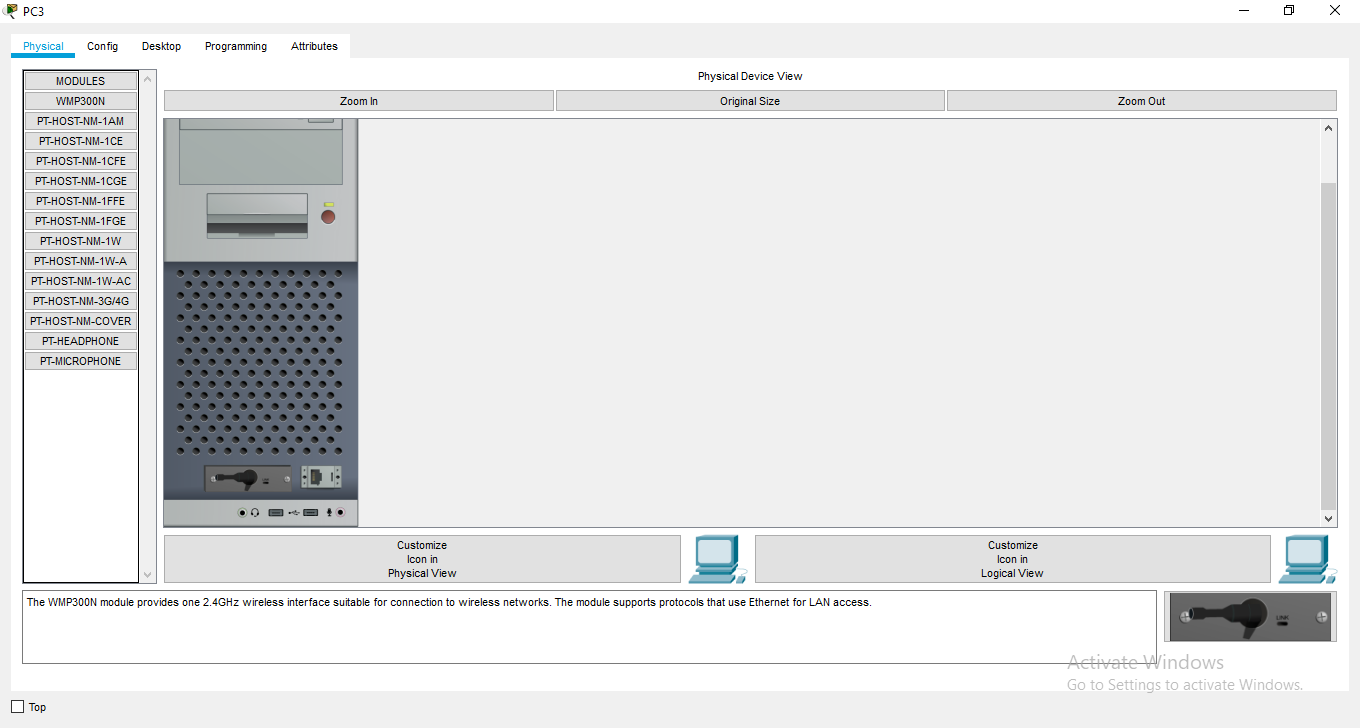 PC3
Physical
Config
Desktop
Programming
Attributes
MODULES
WMP300N
PT-HOST-NM-1AM
PT-HOST-NM-1CE
PT-HOST-NM-1CFE
PT-HOST-NM-1CGE
PT-HOST-NM-1FFE
PT-HOST-NM-1FGE
PT-HOST-NM-1W
PT-HOST-NM-1W-A
PT-HOST-NM-1W-AC
PT-HOST-NM-3G/4G
PT-HOST-NM-COVER
PT-HEADPHONE
PT-MICROPHONE
Physical Device View
Zoom In
Original Size
Zoom Out
Customize
Icon in
Physical View
Customize
Icon in
Logical View
The WMP300N module provides one 2.4GHz wireless interface suitable for connection to wireless networks. The module supports protocols that use Ethernet for LAN access.
LINK
Activate Windows
Go to Settings to activate Windows.
Top